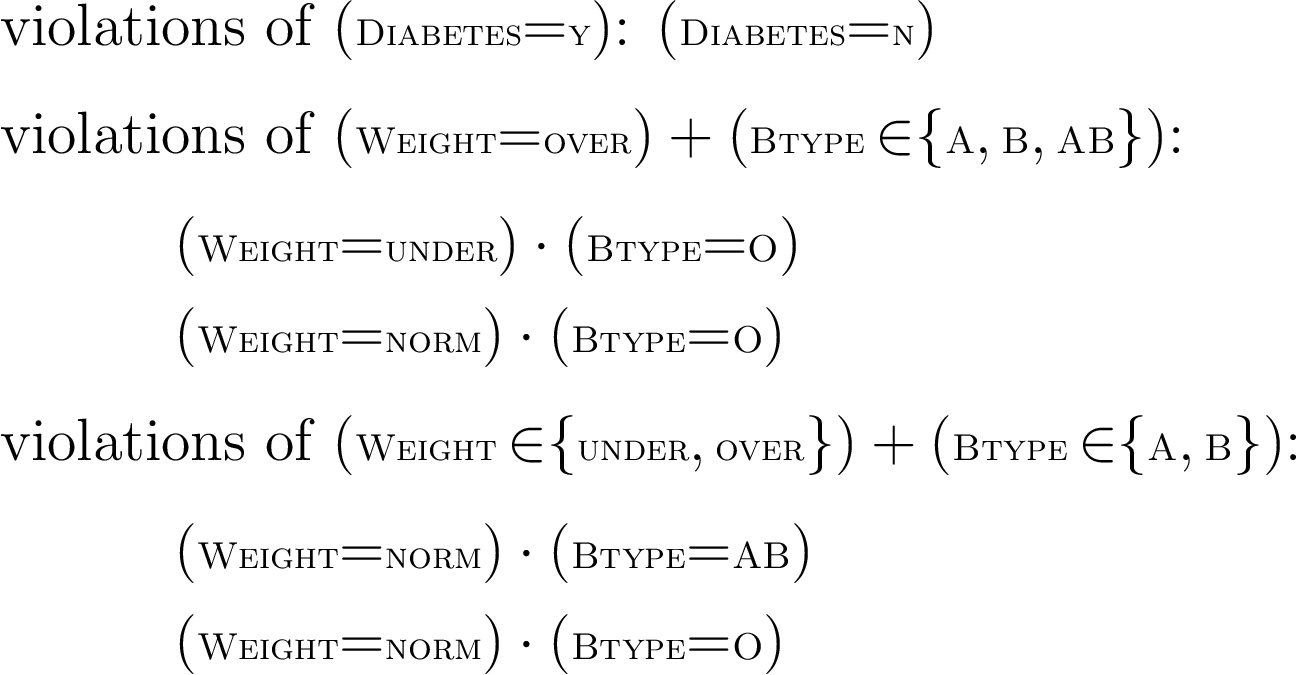 violations of (Diabetes=y): (Diabetes=n)
violations of (Weight=over) + (Btype ∈{A, B, AB}):
(Weight=under) · (Btype=O)
(Weight=norm) · (Btype=O)
violations of (Weight ∈{under, over}) + (Btype ∈{A, B}):
(Weight=norm) · (Btype=AB)
(Weight=norm) · (Btype=O)